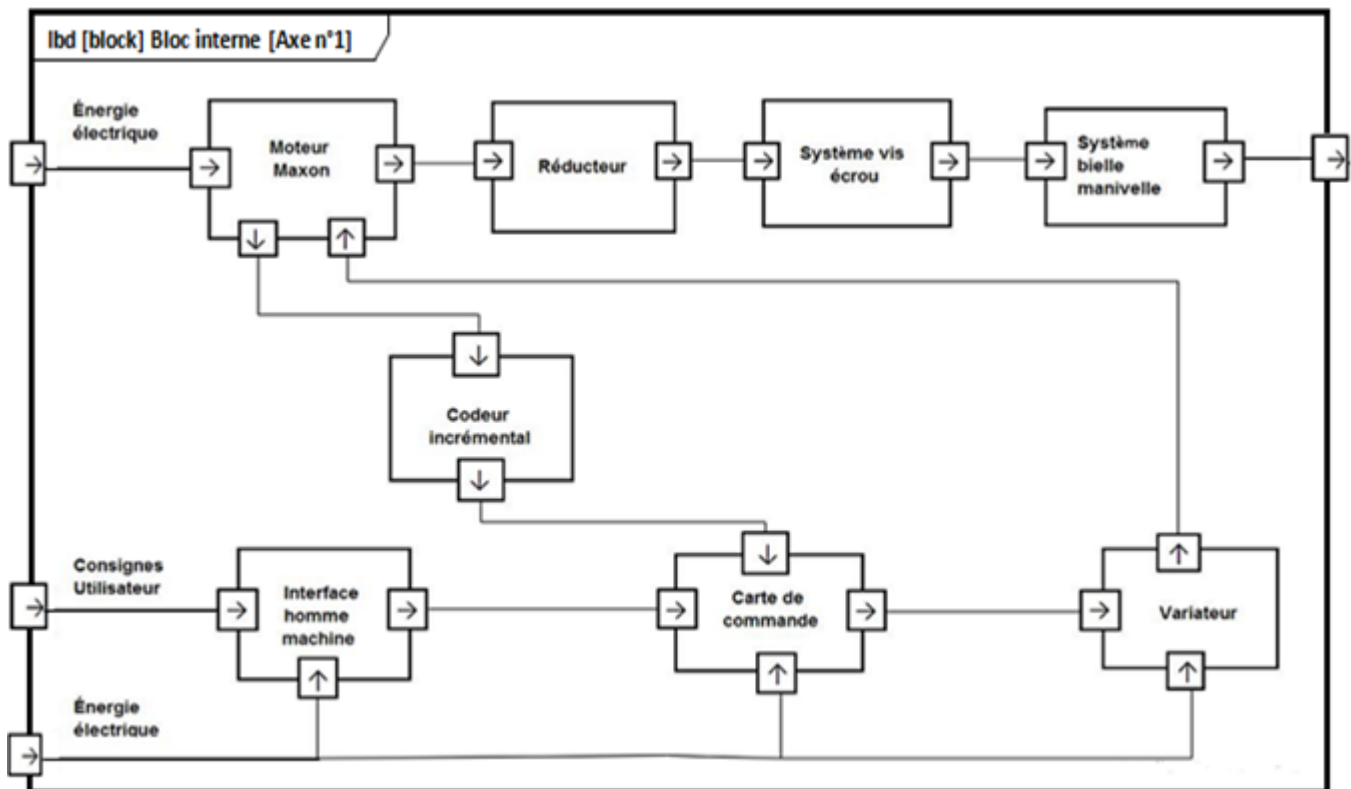 Ibd [block] Bloc interne [Axe n°1]
Énergie
électrique
Moteur
Maxon
Réducteur
Système vis
écrou
Système
bielle
manivelle
Codeur
incrémental
Consignes
Utilisateur
Interface
homme
machine
Carte de
commande
Variateur
Énergie
électrique